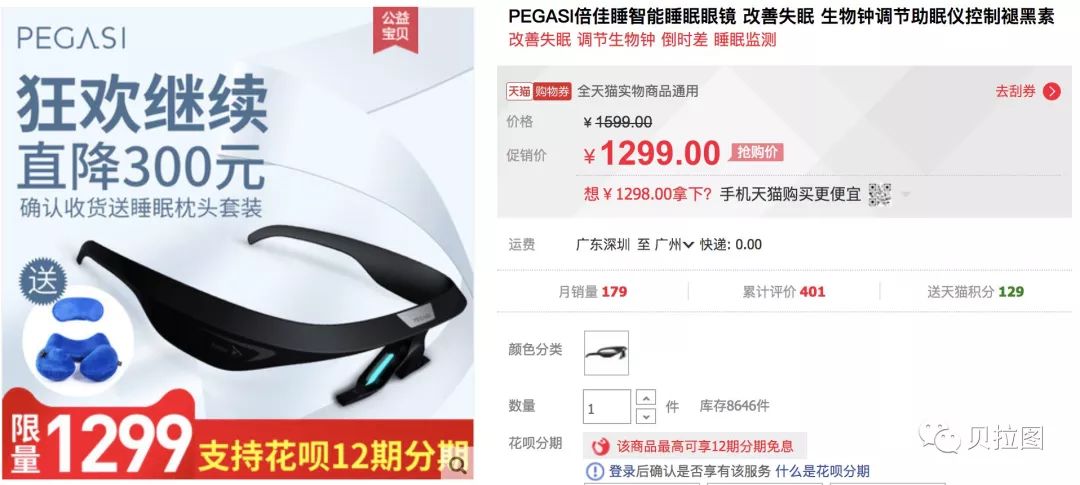 PEGASI
公益
宝贝
狂欢继续
直降300元
确认收货送睡眠枕头套装
送
PEGASI
限量
1299
支持花呗12期分期
PEGASI倍佳睡智能睡眠眼镜 改善失眠 生物钟调节助眠仪控制褪黑素
改善失眠 调节生物钟 倒时差 睡眠监测
天猫 购物券 全天猫实物商品通用
去刮券
价格 ¥1599.00
促销价 ¥1299.00 抢购价
想¥1298.00拿下? 手机天猫购买更便宜
运费 广东深圳 至 广州 快递: 0.00
月销量 179
累计评价 401
送天猫积分 129
颜色分类
数量 1 件 库存8646件
花呗分期 该商品最高可享12期分期免息
登录后确认是否享有该服务 什么是花呗分期
贝拉图